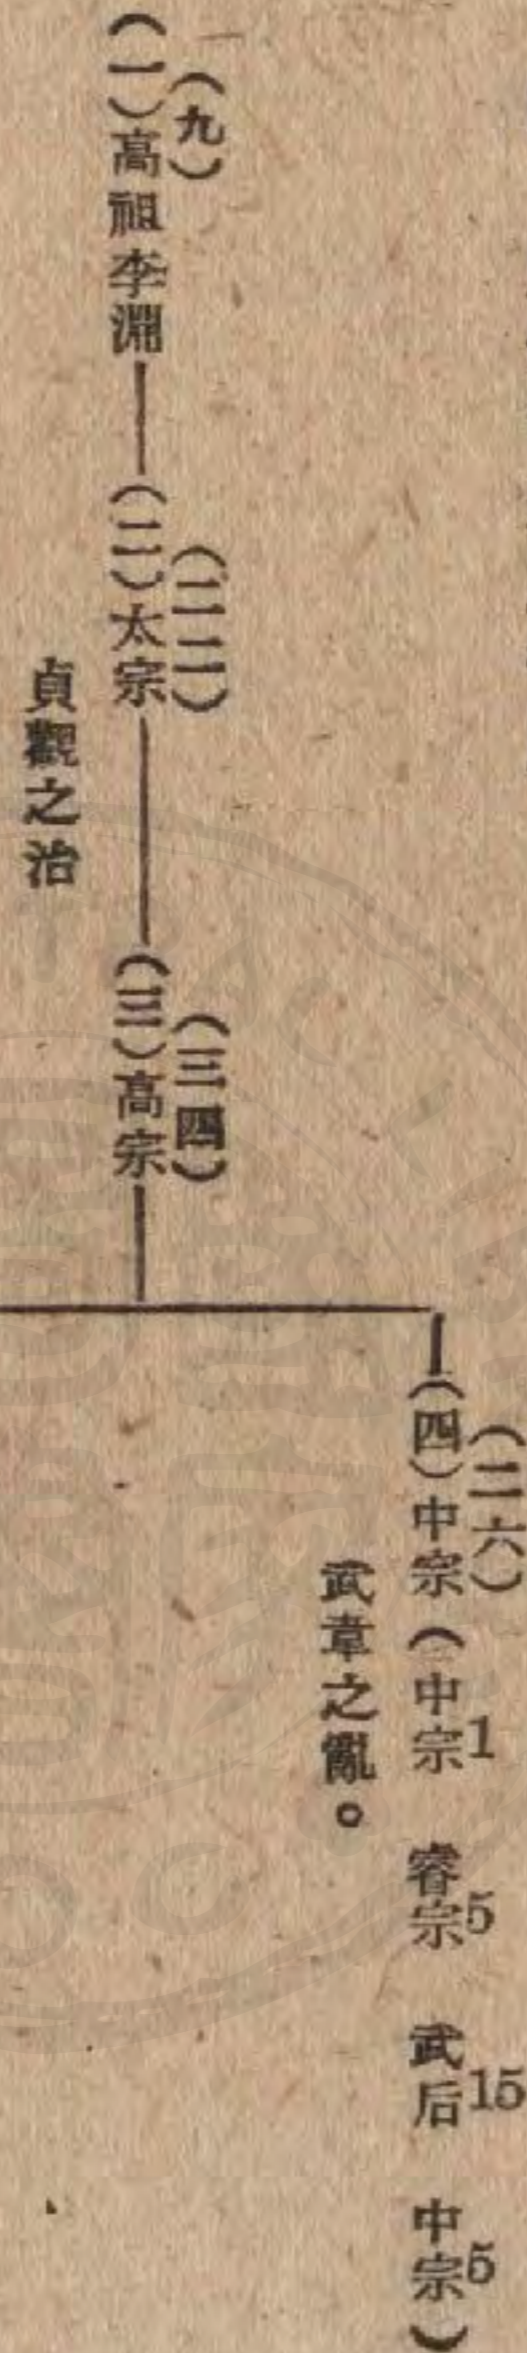 (九)
(一)高祖李淵
(二二)
(二)太宗
貞觀之治
(三四)
(三)高宗
(二六)
(四)中宗(中宗1 睿宗5 武后15 中宗5)
武韋之亂。